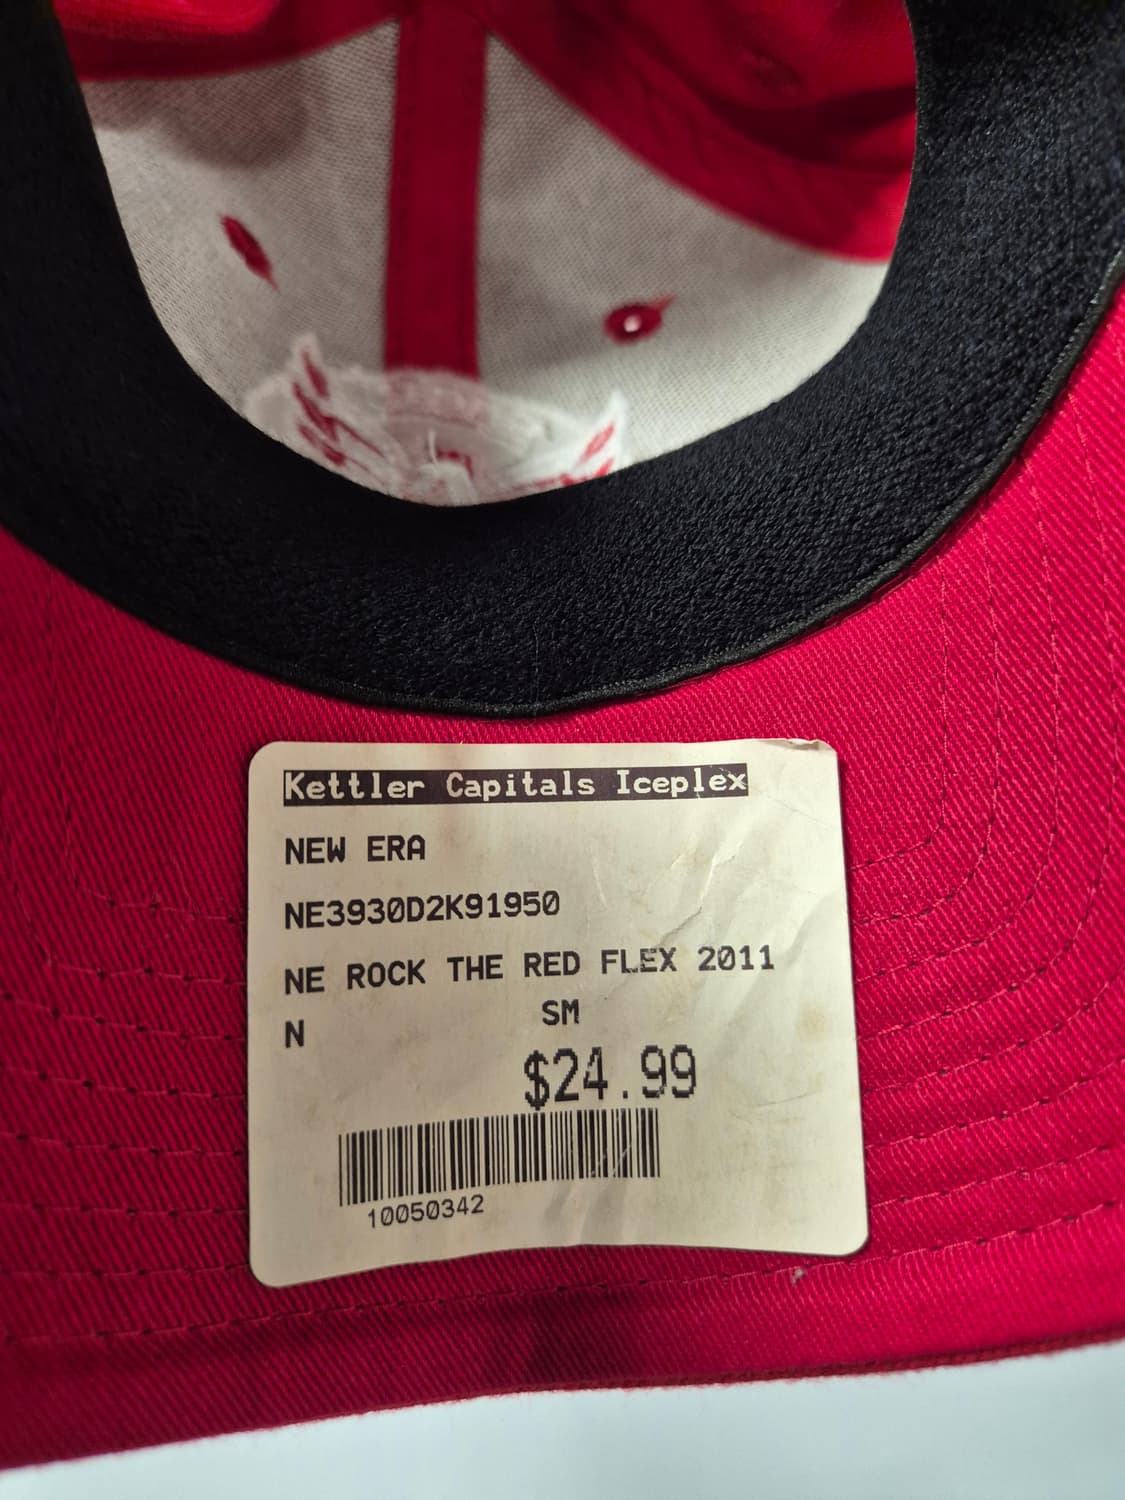 Kettler Capitals Iceplex
NEW ERA
NE3930D2K91950
NE ROCK THE RED FLEX 2011
N SM
$24.99
10050342